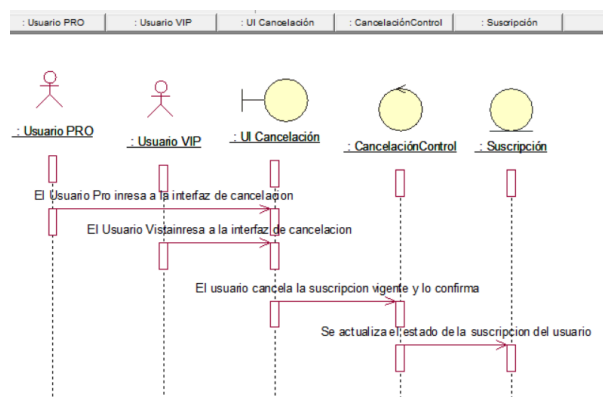 : Usuario PRO
: Usuario VIP
: UI Cancelación
: CancelaciónControl
: Suscripción
: Usuario PRO
: Usuario VIP
: UI Cancelación
: CancelaciónControl
: Suscripción
El Usuario Pro inresa a la interfaz de cancelacion
El Usuario Vistainresa a la interfaz de cancelacion
El usuario cancela la suscripcion vigente y lo confirma
Se actualiza el estado de la suscripcion del usuario